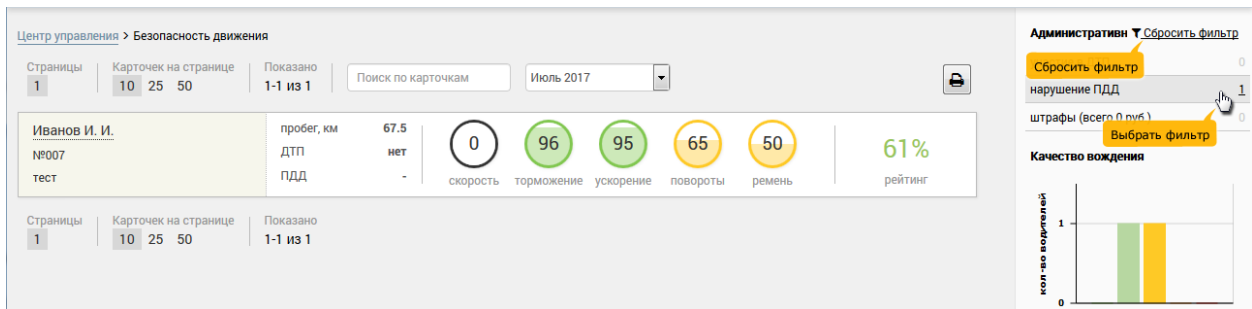 Центр управления > Безопасность движения
Страницы
1
Карточек на странице
10 25 50
Показано
1-1 из 1
Поиск по карточкам
Июль 2017
Иванов И. И.
№007
тест
пробег, км 67.5
ДТП нет
ПДД -
0 96 95 65 50
скорость торможение ускорение повороты ремень
61%
рейтинг
Страницы
1
Карточек на странице
10 25 50
Показано
1-1 из 1
Административн Сбросить фильтр
Сбросить фильтр
0
нарушение ПДД 1
штрафы (всего 0 руб.) 0
Выбрать фильтр
Качество вождения
кол-во водителей
1
0